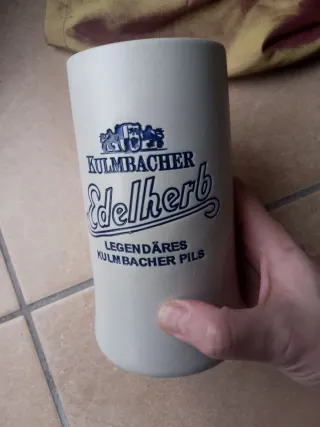 KULMBACHER
Edelherb
LEGENDÄRES
KULMBACHER PILS